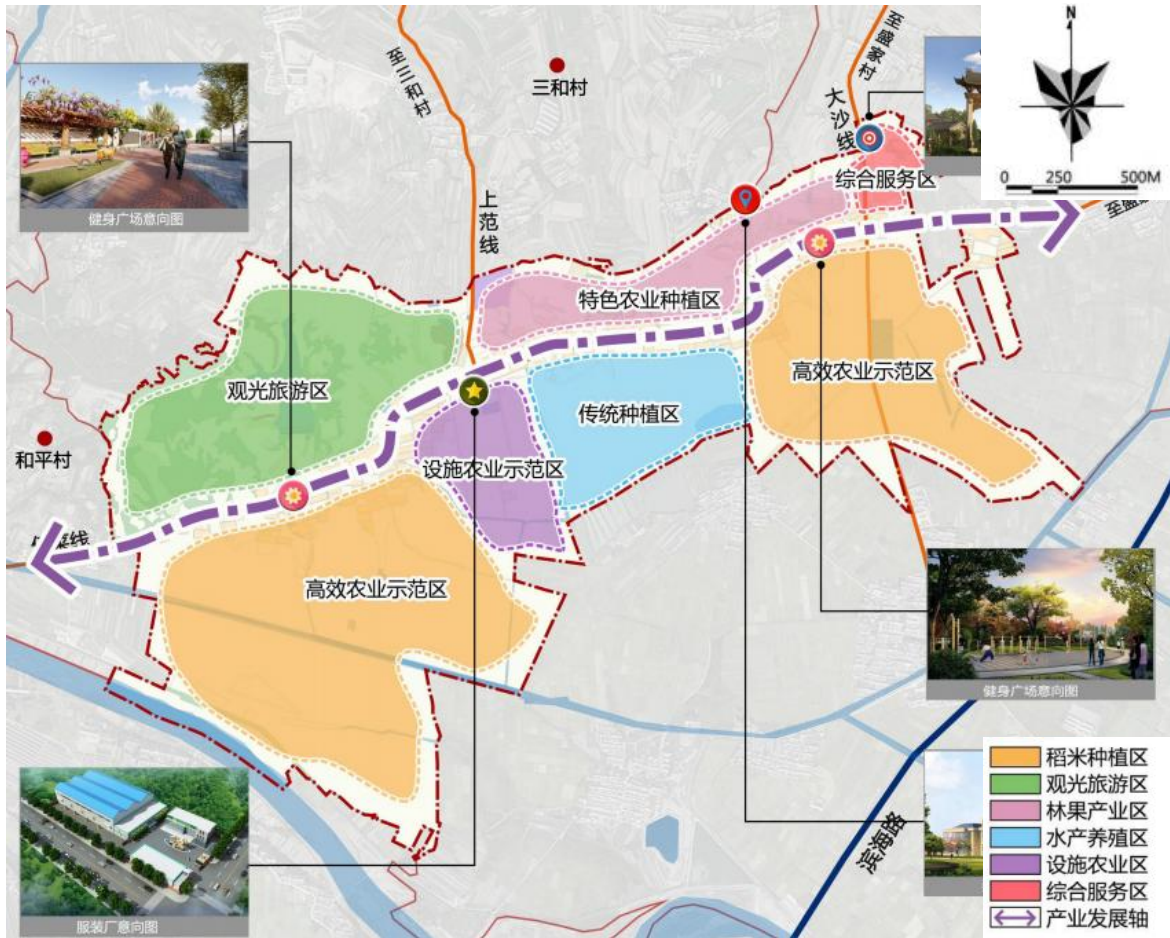 N
0 250 500M
至盛家村
至三和村
三和村
大沙线
综合服务区
健身广场意向图
上范线
特色农业种植区
观光旅游区
高效农业示范区
传统种植区
和平村
设施农业示范区
高效农业示范区
健身广场意向图
服装厂意向图
滨海路
稻米种植区
观光旅游区
林果产业区
水产养殖区
设施农业区
综合服务区
产业发展轴